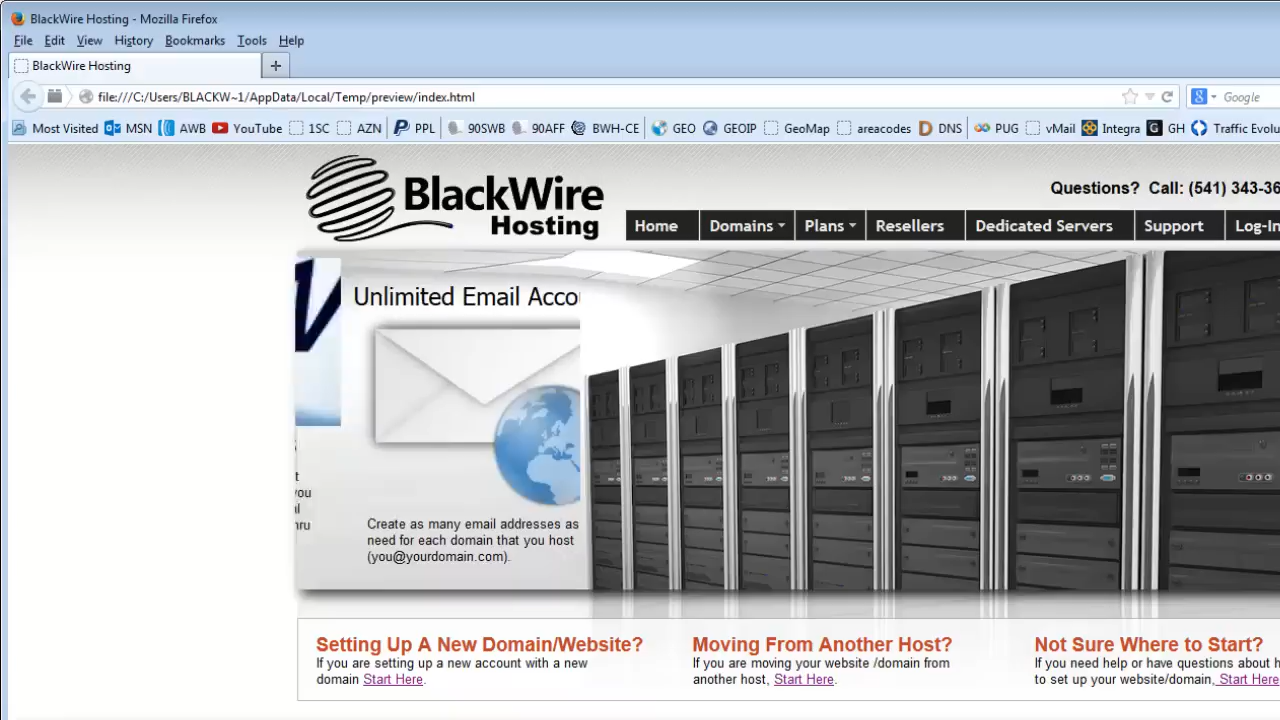 BlackWire Hosting - Mozilla Firefox
File Edit View History Bookmarks Tools Help
BlackWire Hosting +
file:///C:/Users/BLACKW~1/AppData/Local/Temp/preview/index.html Google
Most Visited MSN AWB YouTube 1SC AZN PPL 90SWB 90AFF BWH-CE GEO GEOIP GeoMap areacodes DNS PUG vMail Integra GH Traffic Evolu
BlackWire
Hosting
Questions? Call: (541) 343-36
Home Domains Plans Resellers Dedicated Servers Support Log-In
Unlimited Email Acco
Create as many email addresses as
need for each domain that you host
(you@yourdomain.com).
Setting Up A New Domain/Website?
If you are setting up a new account with a new
domain Start Here.
Moving From Another Host?
If you are moving your website /domain from
another host, Start Here.
Not Sure Where to Start?
If you need help or have questions about h
to set up your website/domain, Start Here